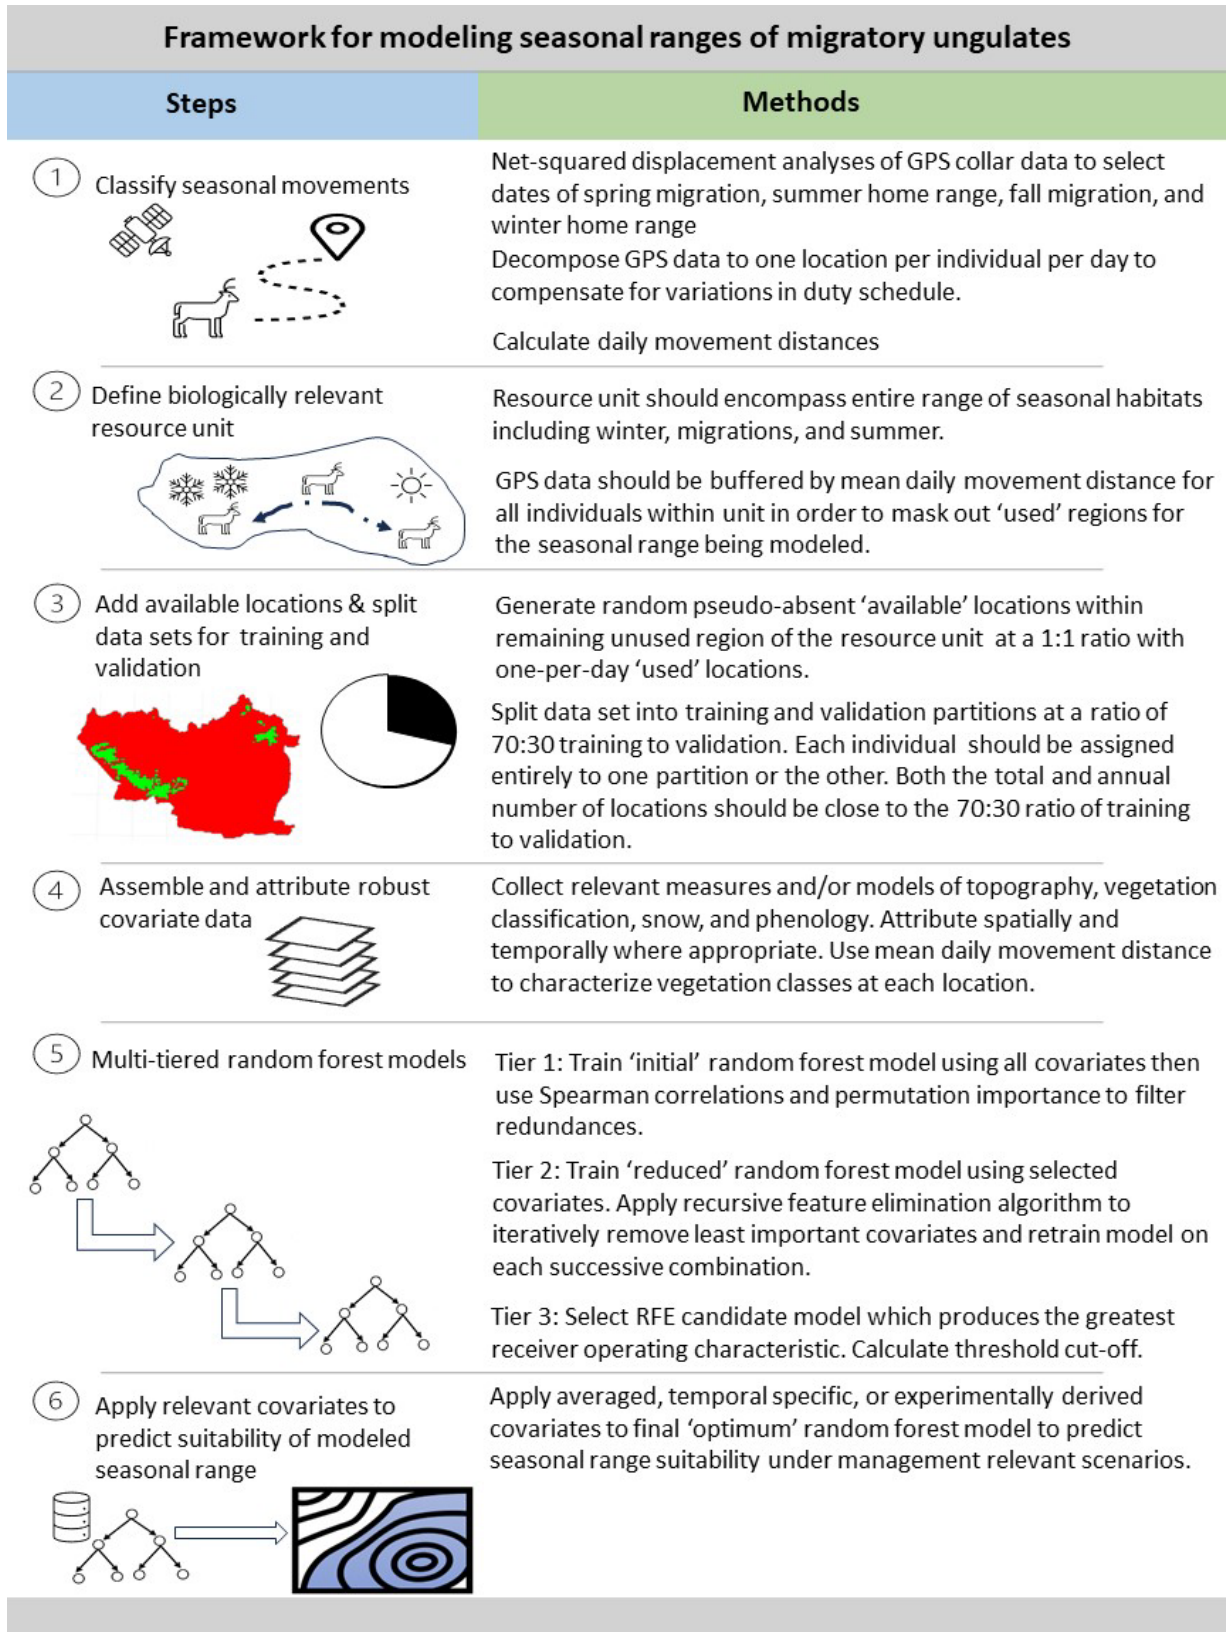 Framework for modeling seasonal ranges of migratory ungulates
Steps
Methods
1
Classify seasonal movements
Net-squared displacement analyses of GPS collar data to select
dates of spring migration, summer home range, fall migration, and
winter home range
Decompose GPS data to one location per individual per day to
compensate for variations in duty schedule.
Calculate daily movement distances
2
Define biologically relevant
resource unit
Resource unit should encompass entire range of seasonal habitats
including winter, migrations, and summer.
GPS data should be buffered by mean daily movement distance for
all individuals within unit in order to mask out ‘used’ regions for
the seasonal range being modeled.
3
Add available locations & split
data sets for training and
validation
Generate random pseudo-absent ‘available’ locations within
remaining unused region of the resource unit at a 1:1 ratio with
one-per-day ‘used’ locations.
Split data set into training and validation partitions at a ratio of
70:30 training to validation. Each individual should be assigned
entirely to one partition or the other. Both the total and annual
number of locations should be close to the 70:30 ratio of training
to validation.
4
Assemble and attribute robust
covariate data
Collect relevant measures and/or models of topography, vegetation
classification, snow, and phenology. Attribute spatially and
temporally where appropriate. Use mean daily movement distance
to characterize vegetation classes at each location.
5
Multi-tiered random forest models
Tier 1: Train ‘initial’ random forest model using all covariates then
use Spearman correlations and permutation importance to filter
redundances.
Tier 2: Train ‘reduced’ random forest model using selected
covariates. Apply recursive feature elimination algorithm to
iteratively remove least important covariates and retrain model on
each successive combination.
Tier 3: Select RFE candidate model which produces the greatest
receiver operating characteristic. Calculate threshold cut-off.
6
Apply relevant covariates to
predict suitability of modeled
seasonal range
Apply averaged, temporal specific, or experimentally derived
covariates to final ‘optimum’ random forest model to predict
seasonal range suitability under management relevant scenarios.